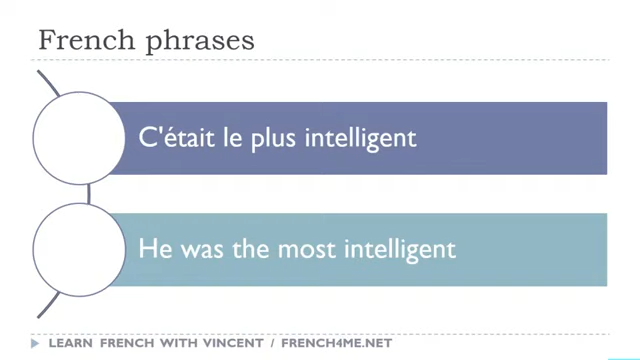 French phrases
C'était le plus intelligent
He was the most intelligent
LEARN FRENCH WITH VINCENT / FRENCH4ME.NET